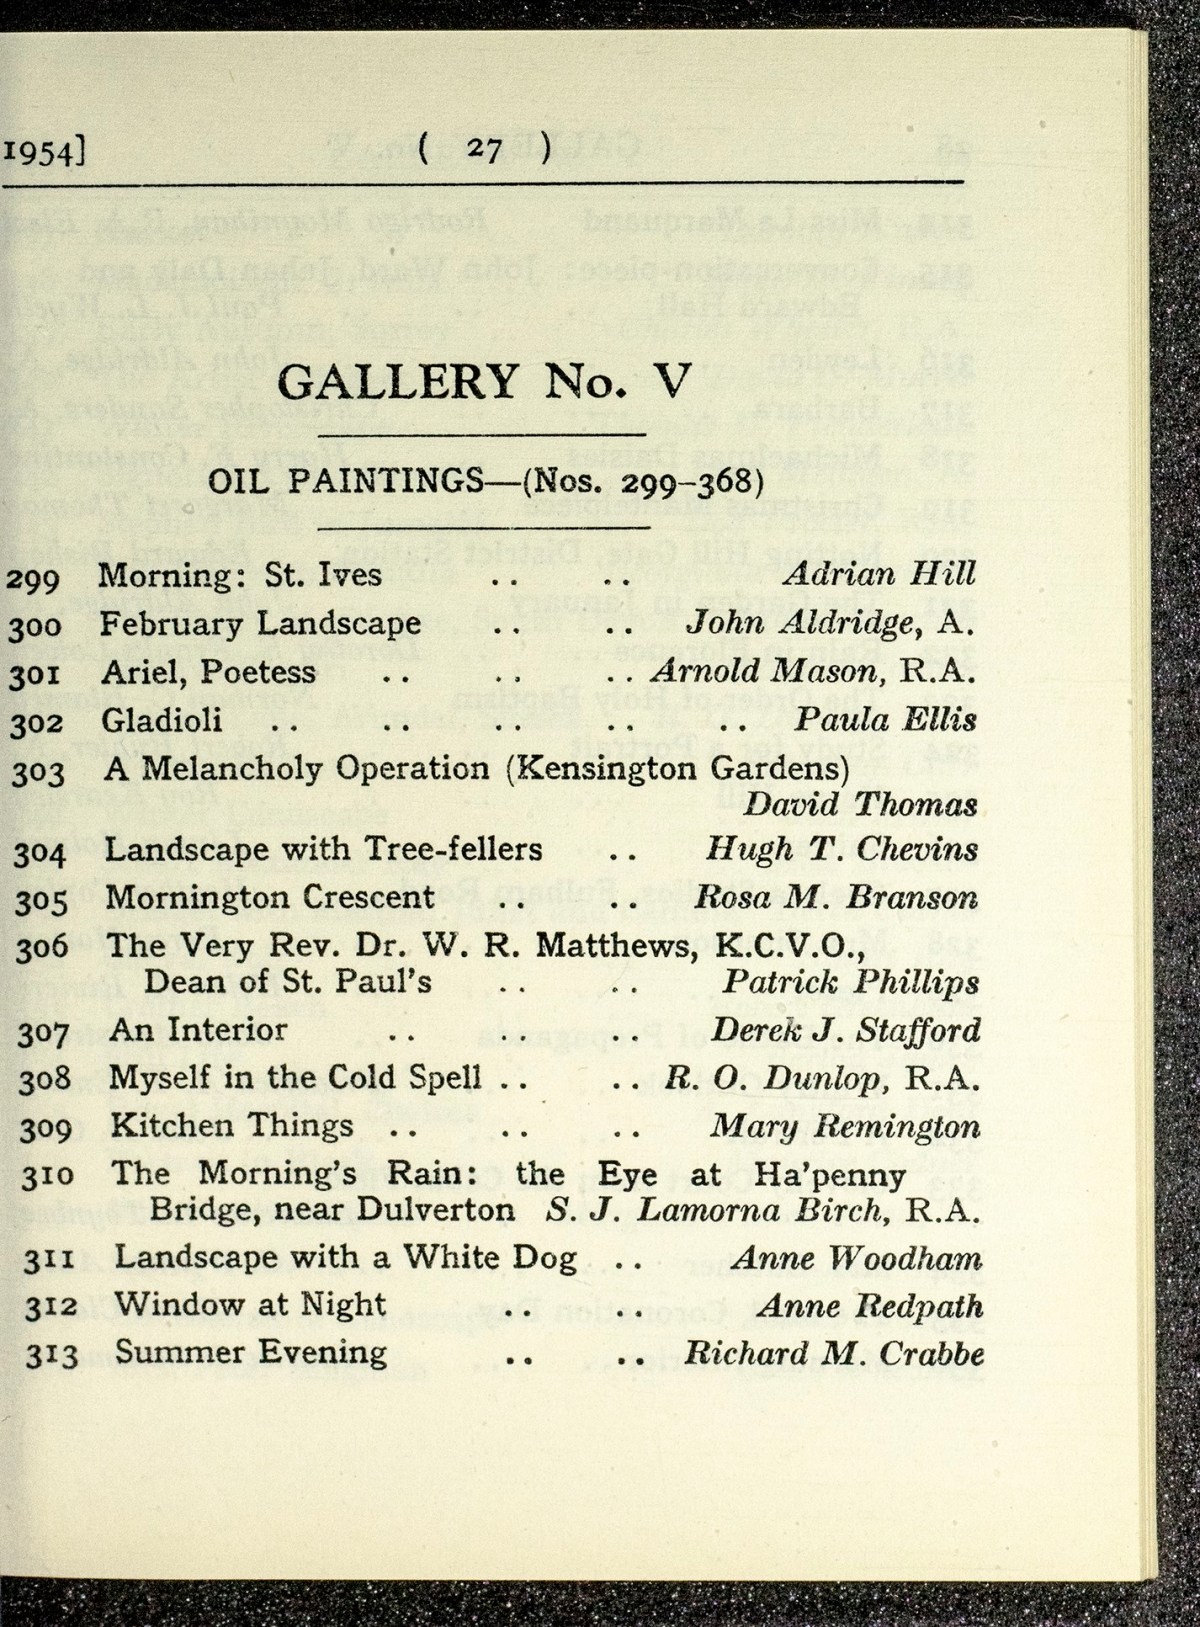 1954] ( 27 )
GALLERY No. V
OIL PAINTINGS—(Nos. 299–368)
299 Morning: St. Ives .. .. Adrian Hill
300 February Landscape .. .. John Aldridge, A.
301 Ariel, Poetess .. .. .. Arnold Mason, R.A.
302 Gladioli .. .. .. .. .. Paula Ellis
303 A Melancholy Operation (Kensington Gardens)
David Thomas
304 Landscape with Tree-fellers .. Hugh T. Chevins
305 Mornington Crescent .. .. Rosa M. Branson
306 The Very Rev. Dr. W. R. Matthews, K.C.V.O.,
Dean of St. Paul's .. .. Patrick Phillips
307 An Interior .. .. .. Derek J. Stafford
308 Myself in the Cold Spell .. .. R. O. Dunlop, R.A.
309 Kitchen Things .. .. .. Mary Remington
310 The Morning's Rain: the Eye at Ha'penny
Bridge, near Dulverton S. J. Lamorna Birch, R.A.
311 Landscape with a White Dog .. Anne Woodham
312 Window at Night .. .. Anne Redpath
313 Summer Evening .. .. Richard M. Crabbe